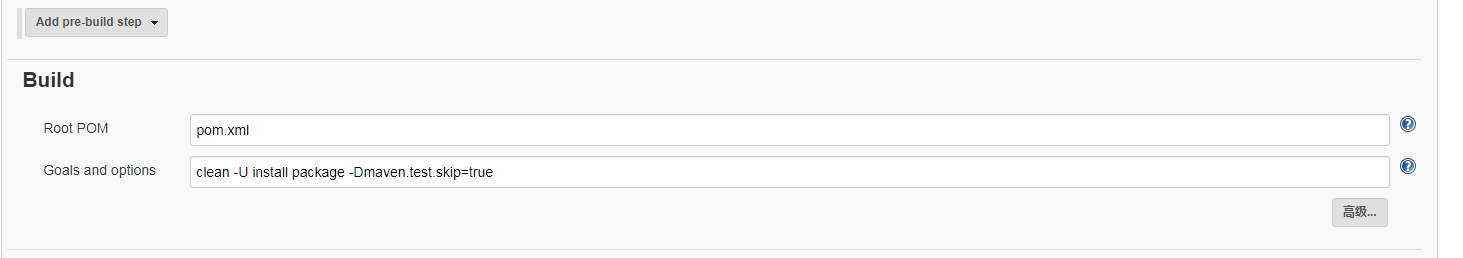 Add pre-build step
Build
Root POM
pom.xml
Goals and options
clean -U install package -Dmaven.test.skip=true
高级...